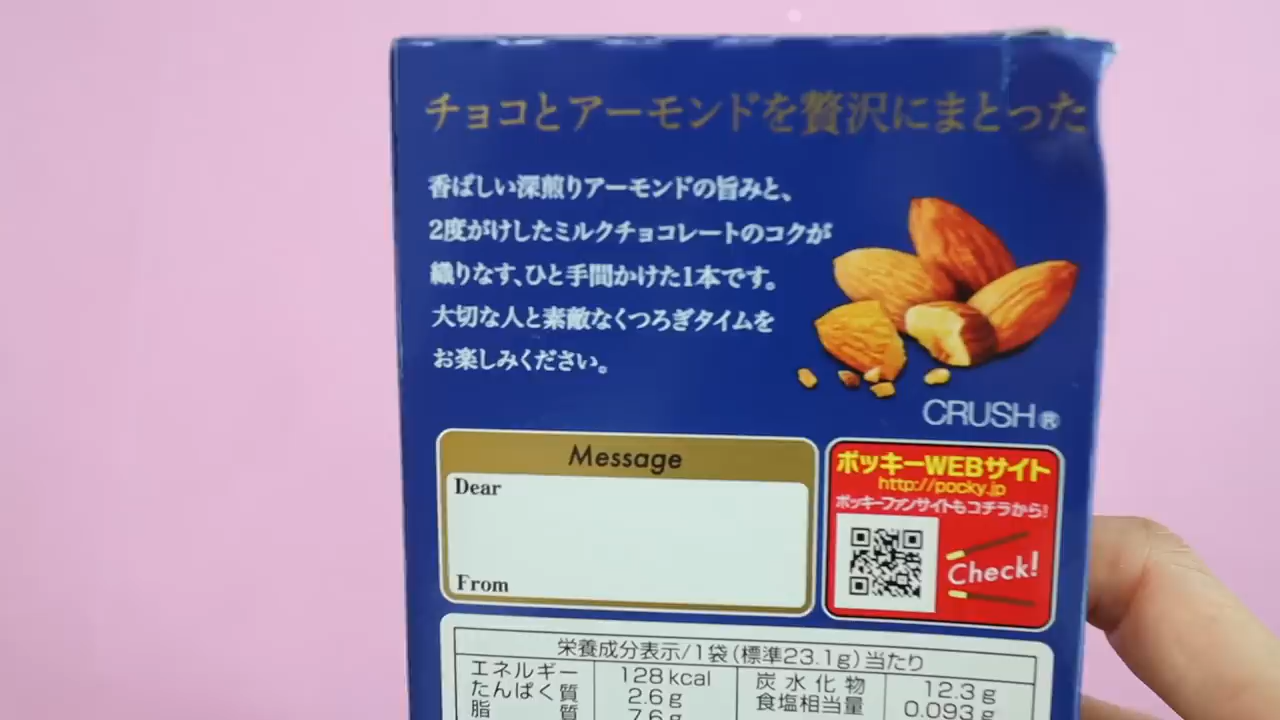 チョコとアーモンドを贅沢にまとった
香ばしい深煎りアーモンドの旨みと、
2度がけしたミルクチョコレートのコクが
織りなす、ひと手間かけた1本です。
大切な人と素敵なくつろぎタイムを
お楽しみください。
CRUSH®
Message
Dear
From
ポッキーWEBサイト
http://pocky.jp
ポッキーファンサイトもコチラから!
Check!
栄養成分表示/1袋(標準23.1g)当たり
エネルギー 128kcal 炭水化物 12.3g
たんぱく質 2.6g 食塩相当量 0.093g
脂質 7.6g